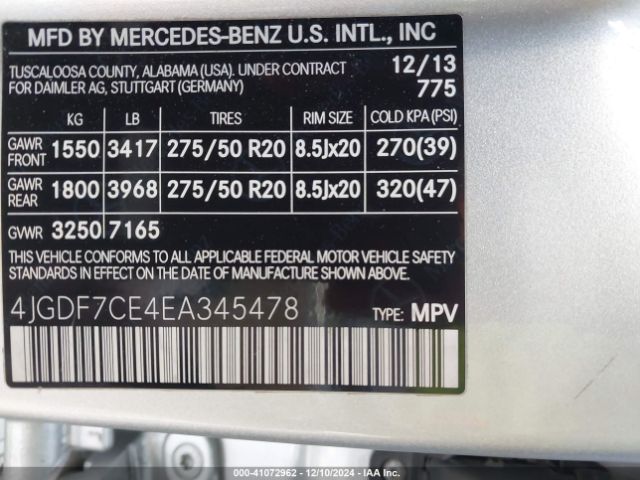 MFD BY MERCEDES-BENZ U.S. INTL., INC
TUSCALOOSA COUNTY, ALABAMA (USA). UNDER CONTRACT 12/13
FOR DAIMLER AG, STUTTGART (GERMANY) 775
KG LB TIRES RIM SIZE COLD KPA(PSI)
GAWR FRONT 1550 3417 275/50 R20 8.5Jx20 270(39)
GAWR REAR 1800 3968 275/50 R20 8.5Jx20 320(47)
GVWR 3250 7165
THIS VEHICLE CONFORMS TO ALL APPLICABLE FEDERAL MOTOR VEHICLE SAFETY
STANDARDS IN EFFECT ON THE DATE OF MANUFACTURE SHOWN ABOVE.
4JGDF7CE4EA345478 TYPE: MPV
000-41072962 - 12/10/2024 - IAA Inc.